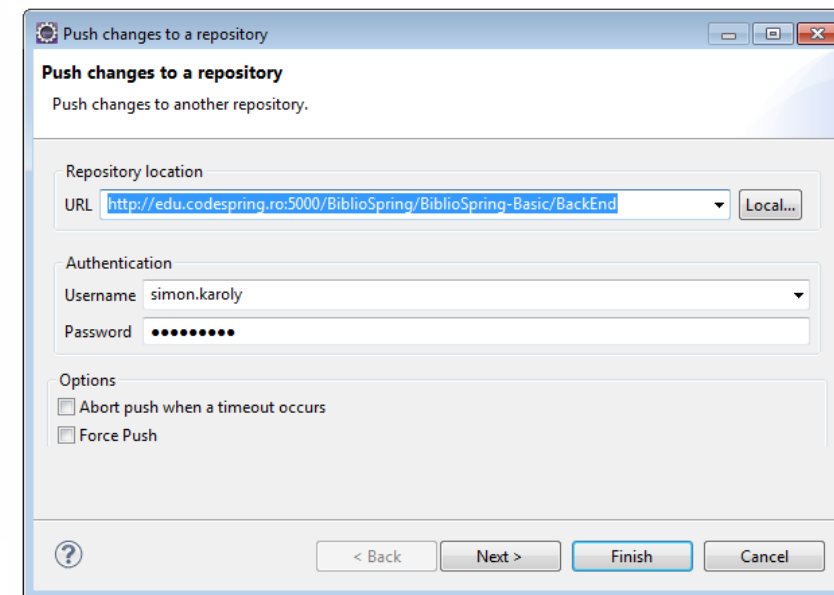 Push changes to a repository
Push changes to a repository
Push changes to another repository.
Repository location
URL http://edu.codespring.ro:5000/BiblioSpring/BiblioSpring-Basic/BackEnd Local...
Authentication
Username simon.karoly
Password •••••••••
Options
Abort push when a timeout occurs
Force Push
? < Back Next > Finish Cancel